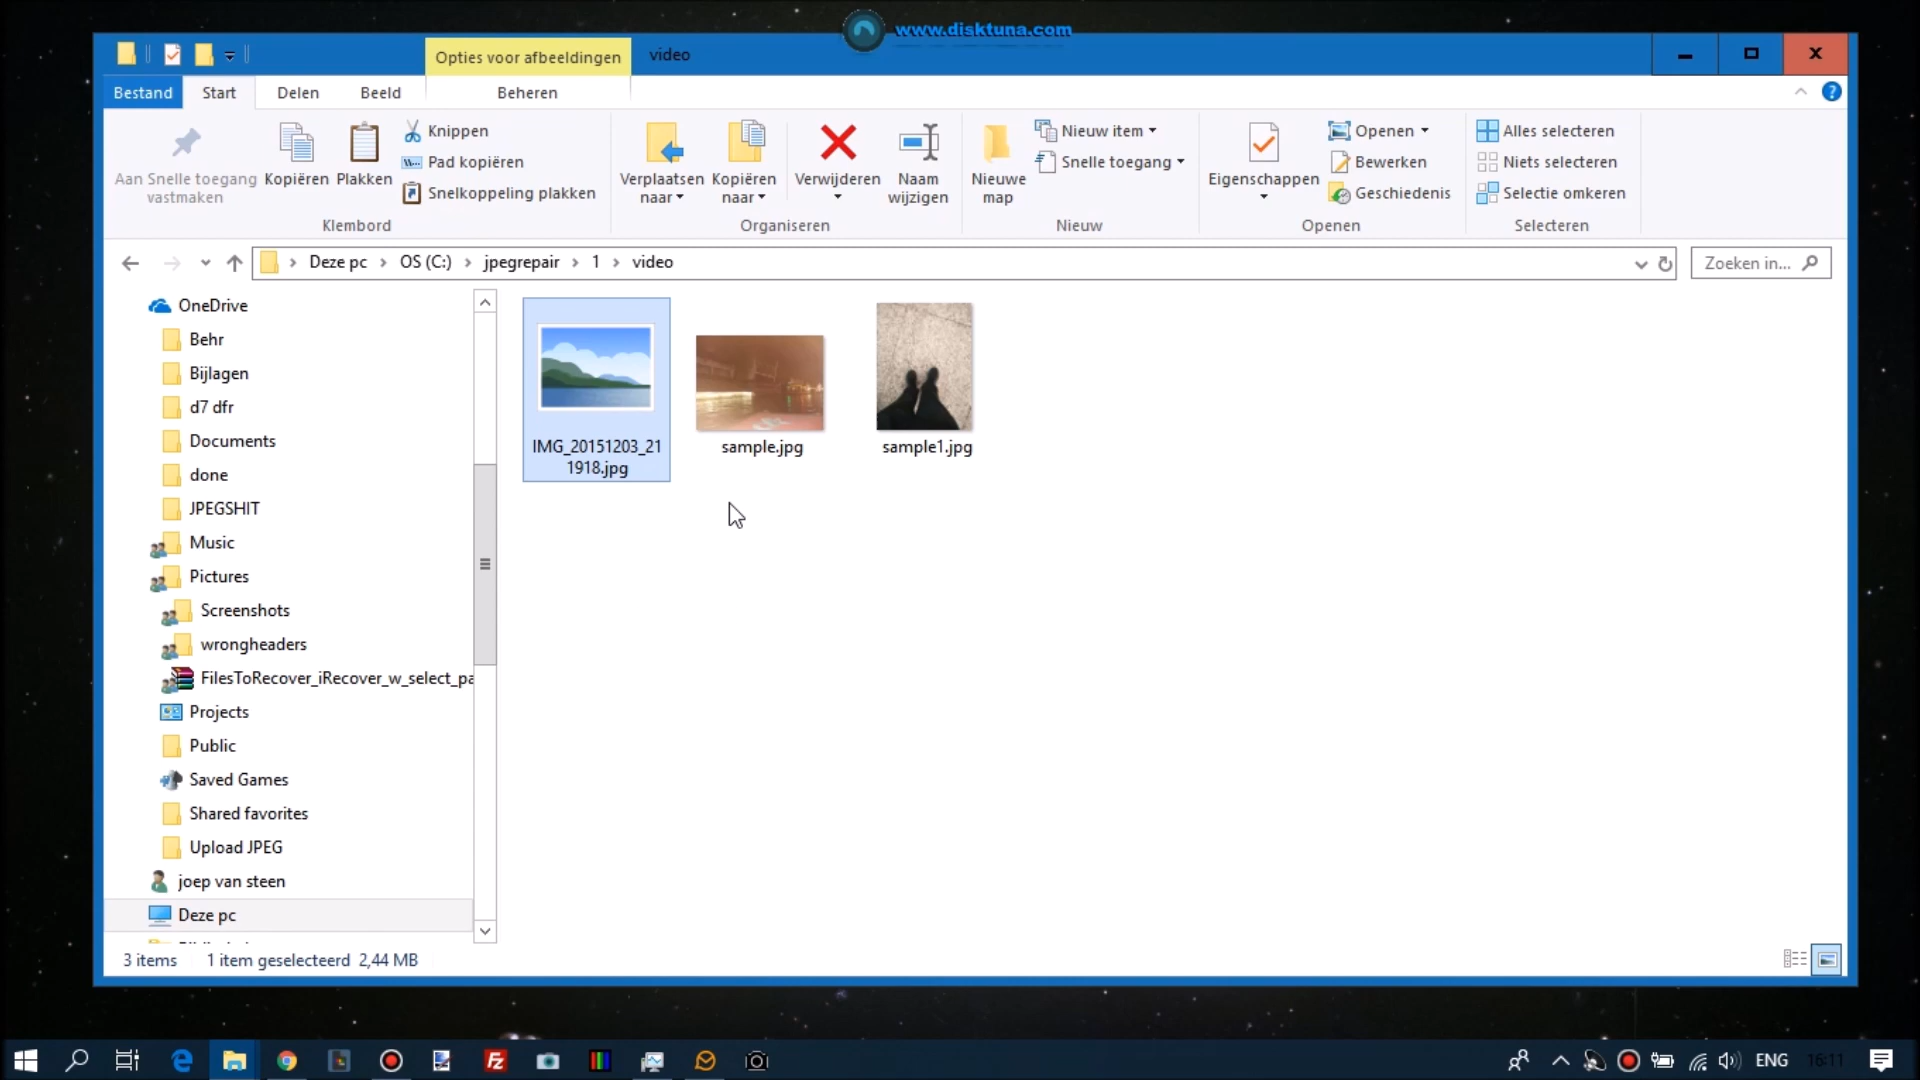 www.disktuna.com
Opties voor afbeeldingen
video
Bestand
Start
Delen
Beeld
Beheren
Aan Snelle toegang
vastmaken
Kopiëren
Plakken
Knippen
Pad kopiëren
Snelkoppeling plakken
Klembord
Verplaatsen
naar
Kopiëren
naar
Verwijderen
Naam
wijzigen
Organiseren
Nieuwe
map
Nieuw item
Snelle toegang
Nieuw
Eigenschappen
Openen
Bewerken
Geschiedenis
Openen
Alles selecteren
Niets selecteren
Selectie omkeren
Selecteren
Deze pc > OS (C:) > jpegrepair > 1 > video
Zoeken in...
OneDrive
Behr
Bijlagen
d7 dfr
Documents
done
JPEGSHIT
Music
Pictures
Screenshots
wrongheaders
FilesToRecover_iRecover_w_select_pa
Projects
Public
Saved Games
Shared favorites
Upload JPEG
joep van steen
Deze pc
IMG_20151203_21
1918.jpg
sample.jpg
sample1.jpg
3 items
1 item geselecteerd 2,44 MB
ENG
16:11